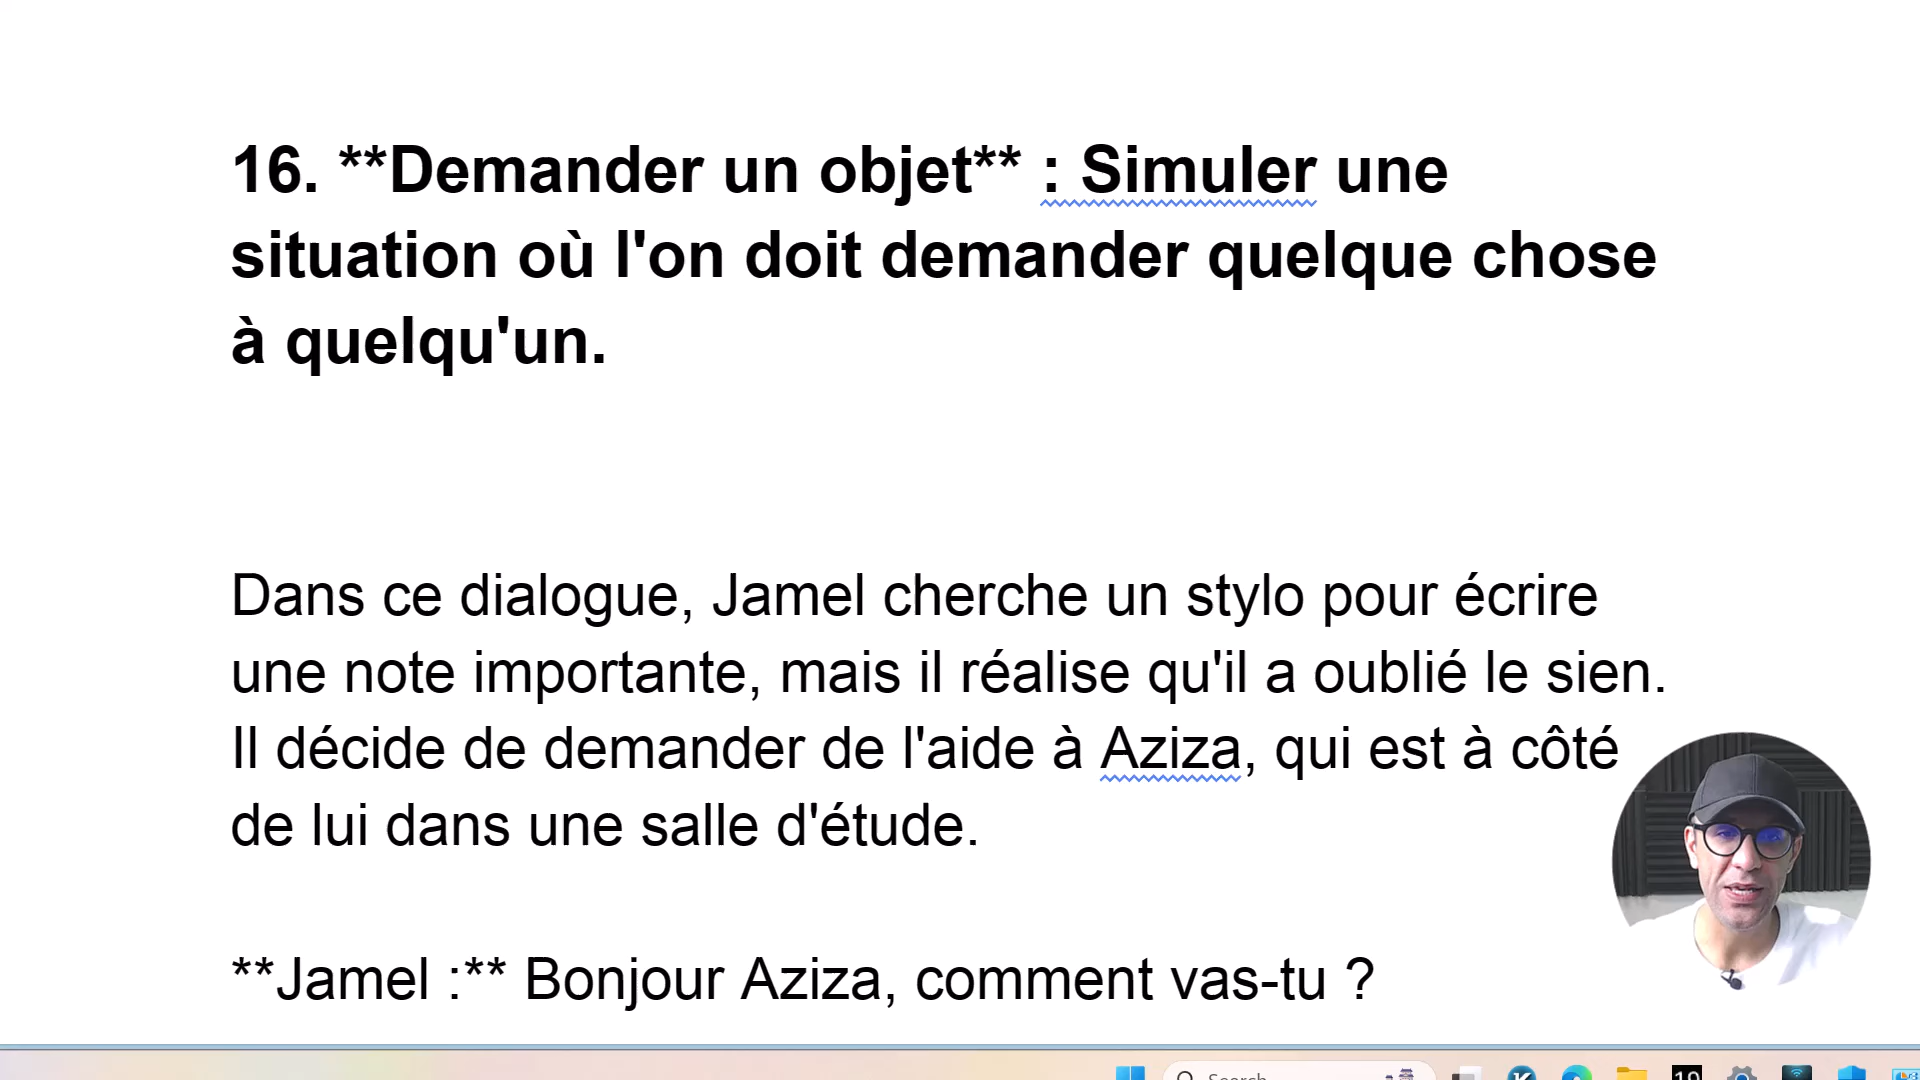 16. **Demander un objet** : Simuler une
situation où l'on doit demander quelque chose
à quelqu'un.
Dans ce dialogue, Jamel cherche un stylo pour écrire
une note importante, mais il réalise qu'il a oublié le sien.
Il décide de demander de l'aide à Aziza, qui est à côté
de lui dans une salle d'étude.
**Jamel :** Bonjour Aziza, comment vas-tu ?
Search